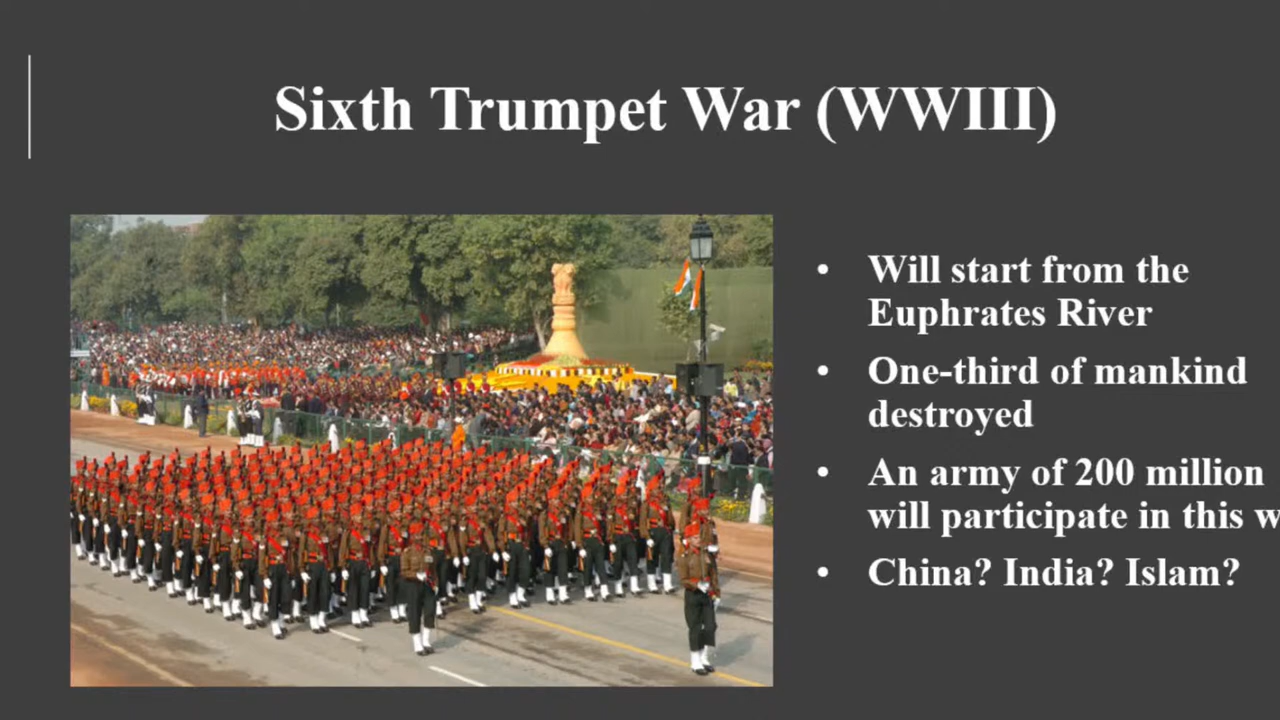 Sixth Trumpet War (WWIII)
• Will start from the
Euphrates River
• One-third of mankind
destroyed
• An army of 200 million
will participate in this w
• China? India? Islam?